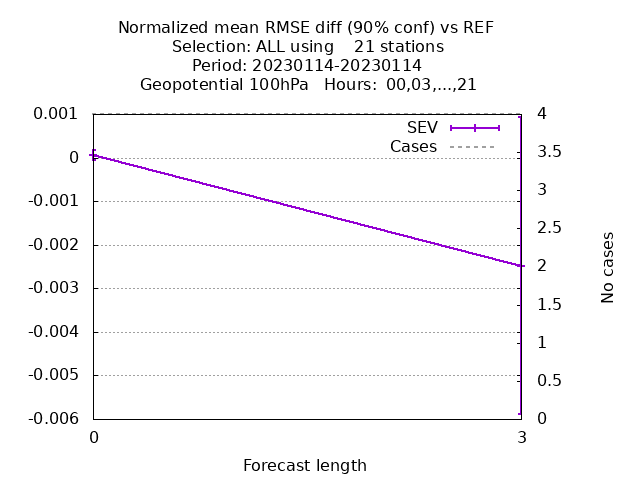 Normalized mean RMSE diff (90% conf) vs REF
Selection: ALL using    21 stations
Period: 20230114-20230114
Geopotential 100hPa   Hours:  00,03,...,21
SEV
Cases
0.001
0
-0.001
-0.002
-0.003
-0.004
-0.005
-0.006
4
3.5
3
2.5
2
1.5
1
0.5
0
No cases
0
3
Forecast length